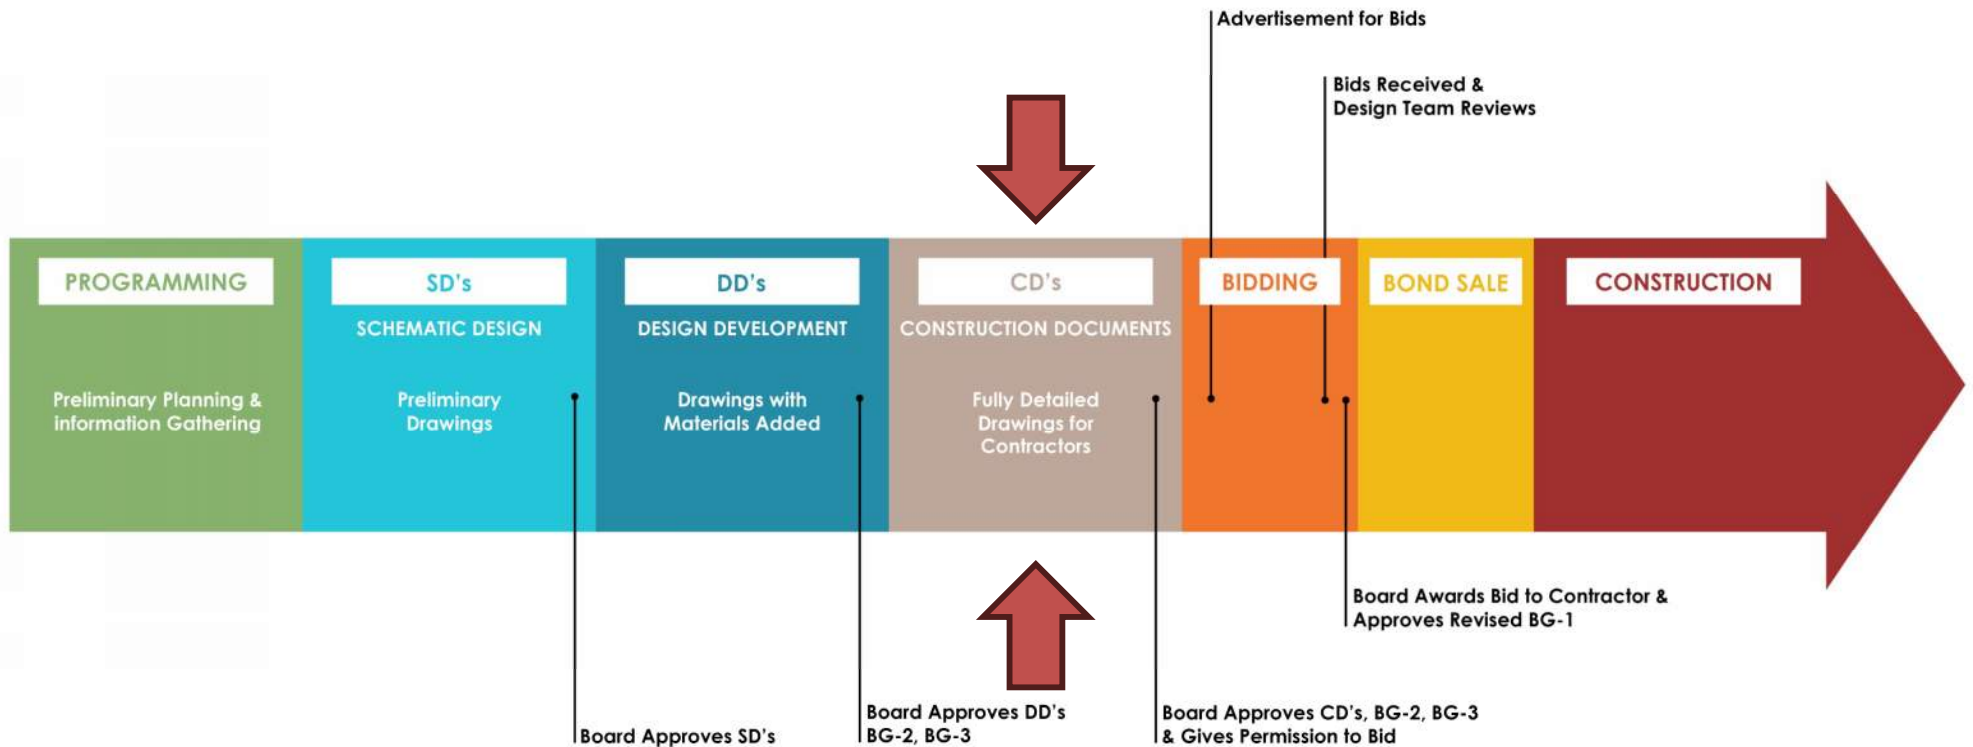 Advertisement for Bids
Bids Received &
Design Team Reviews
PROGRAMMING
Preliminary Planning &
information Gathering
SD's
SCHEMATIC DESIGN
Preliminary
Drawings
DD's
DESIGN DEVELOPMENT
Drawings with
Materials Added
CD's
CONSTRUCTION DOCUMENTS
Fully Detailed
Drawings for
Contractors
BIDDING
BOND SALE
CONSTRUCTION
Board Approves SD's
Board Approves DD's
BG-2, BG-3
Board Approves CD's, BG-2, BG-3
& Gives Permission to Bid
Board Awards Bid to Contractor &
Approves Revised BG-1